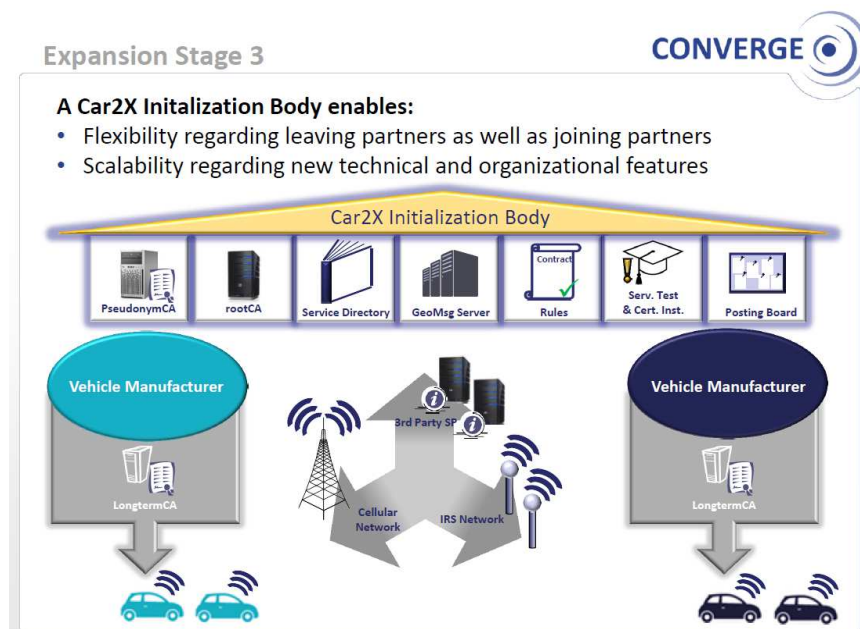 Expansion Stage 3
CONVERGE
A Car2X Initalization Body enables:
• Flexibility regarding leaving partners as well as joining partners
• Scalability regarding new technical and organizational features
Car2X Initialization Body
PseudonymCA
rootCA
Service Directory
GeoMsg Server
Contract
Rules
Serv. Test
& Cert. Inst.
Posting Board
Vehicle Manufacturer
LongtermCA
3rd Party SP
Cellular
Network
IRS Network
Vehicle Manufacturer
LongtermCA